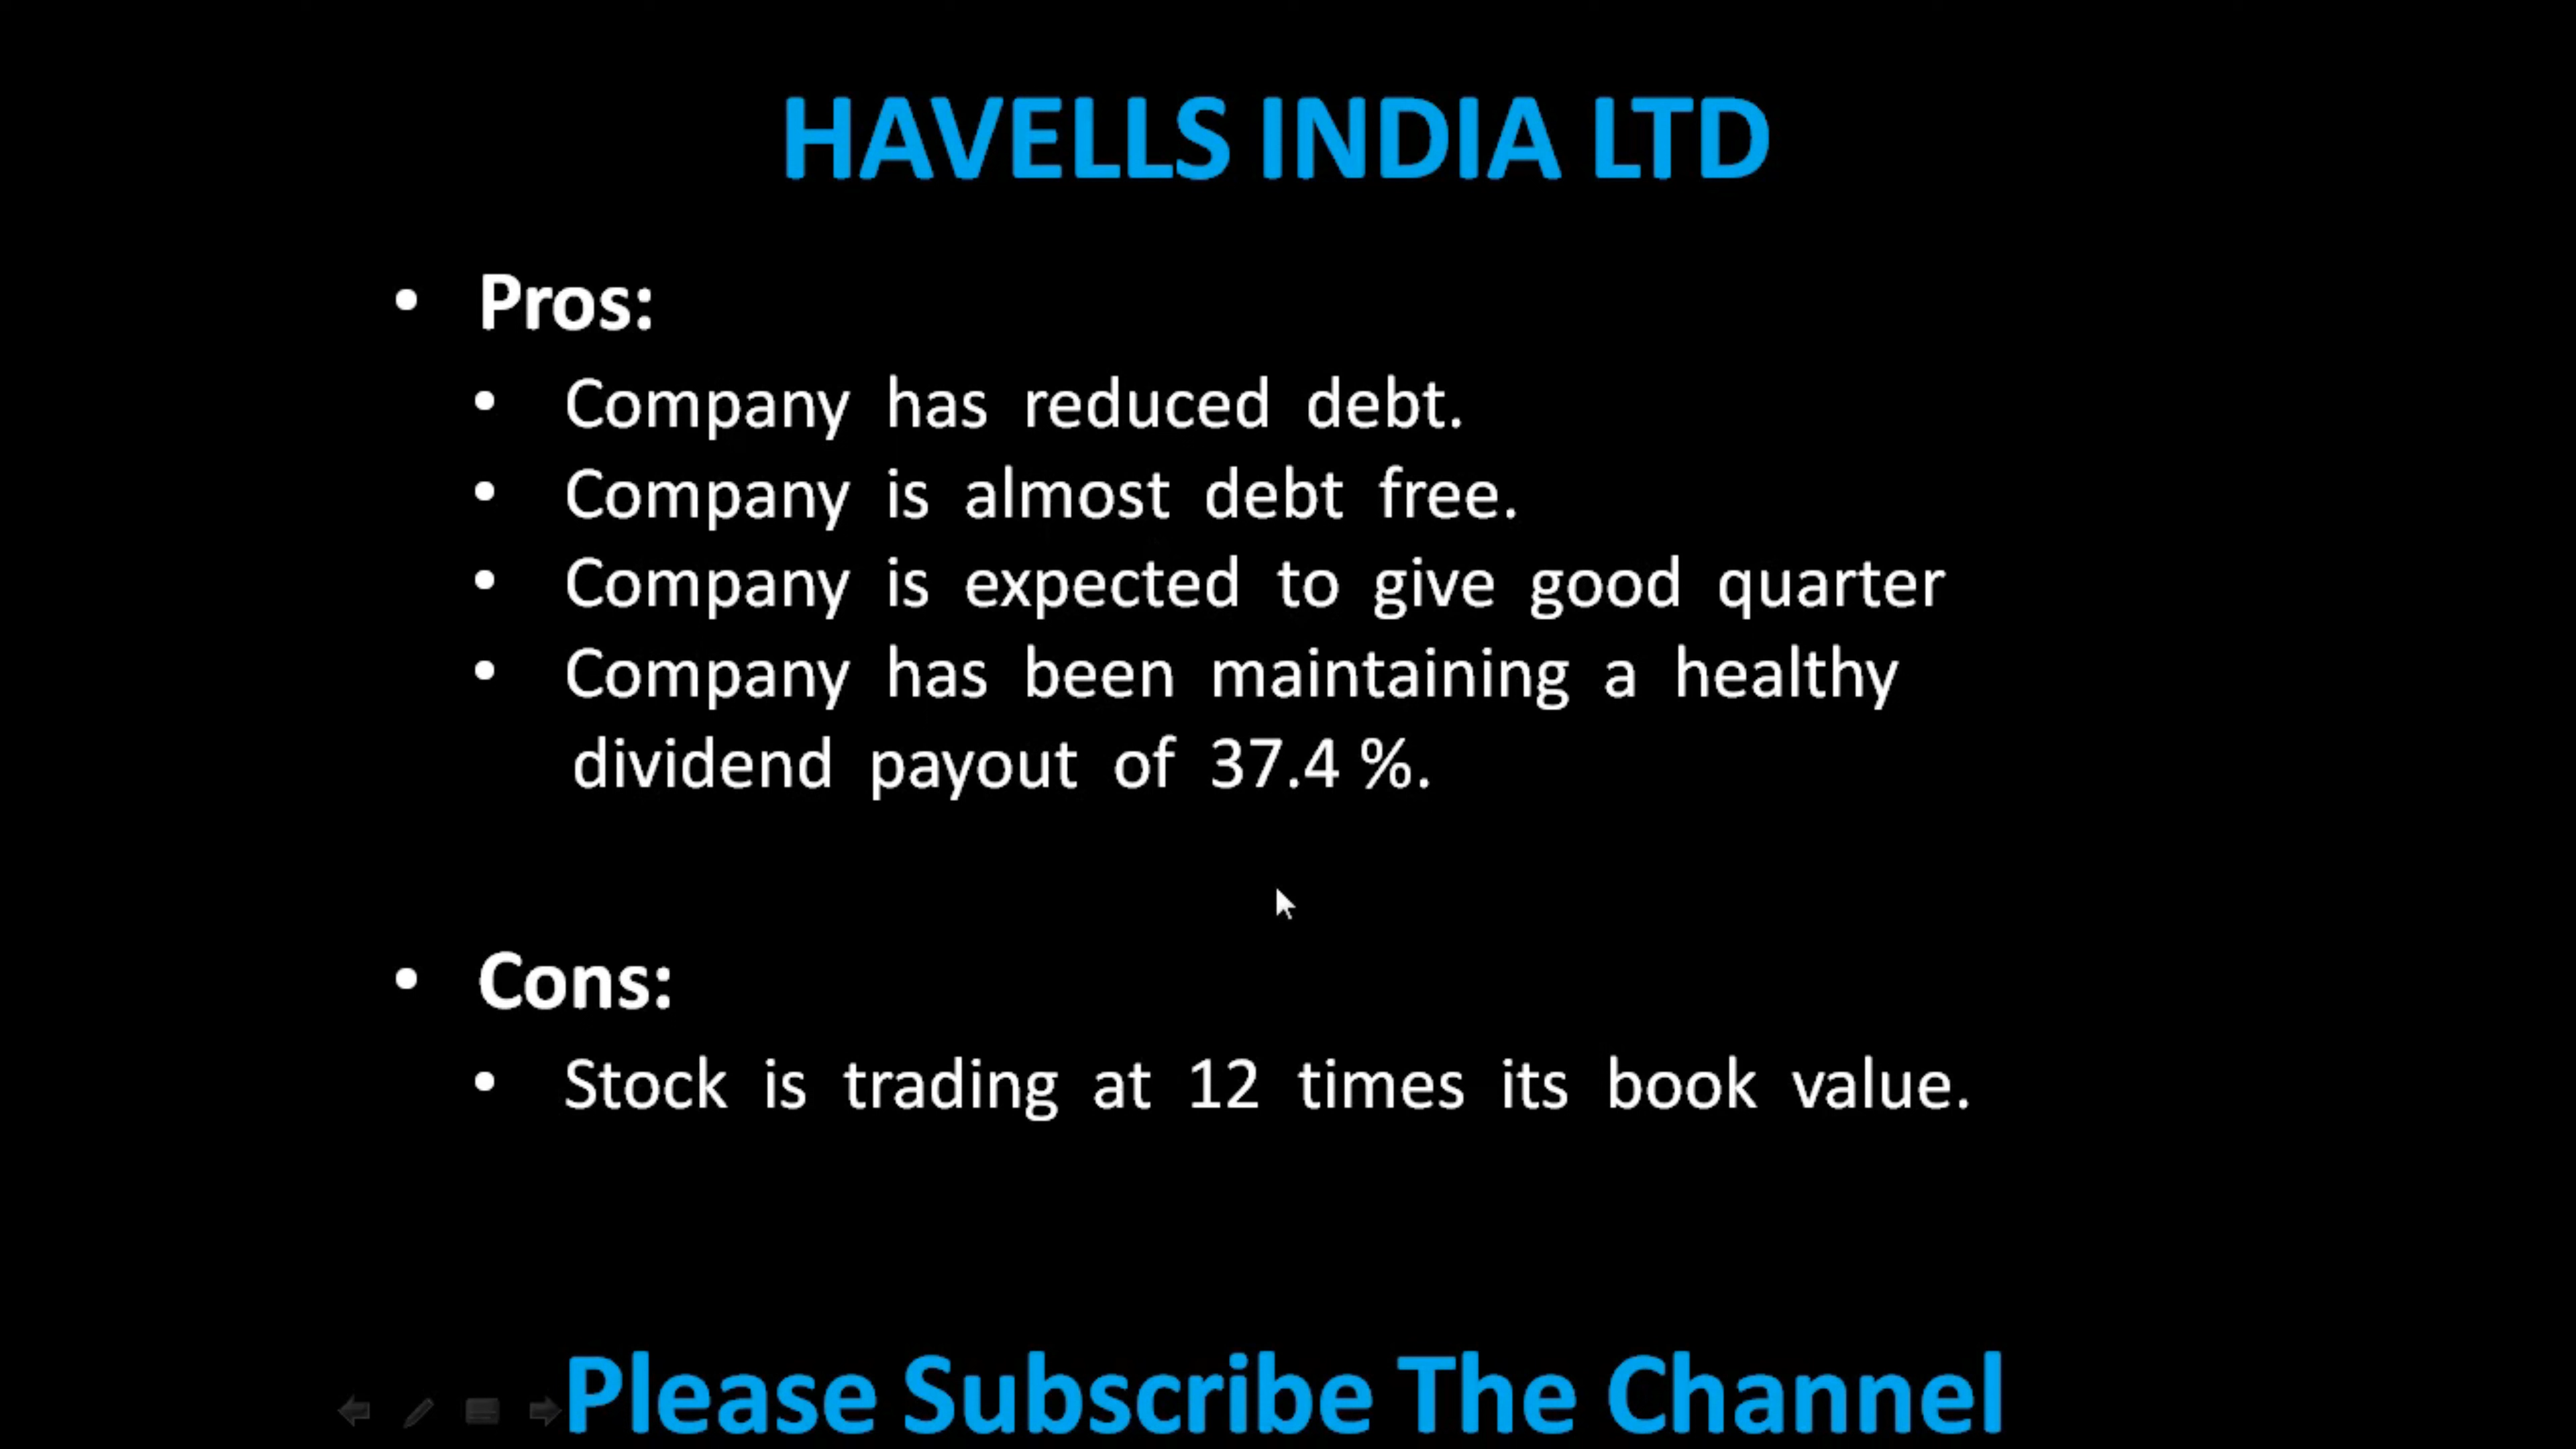 HAVELLS INDIA LTD
• Pros:
• Company has reduced debt.
• Company is almost debt free.
• Company is expected to give good quarter
• Company has been maintaining a healthy
dividend payout of 37.4 %.
• Cons:
• Stock is trading at 12 times its book value.
Please Subscribe The Channel